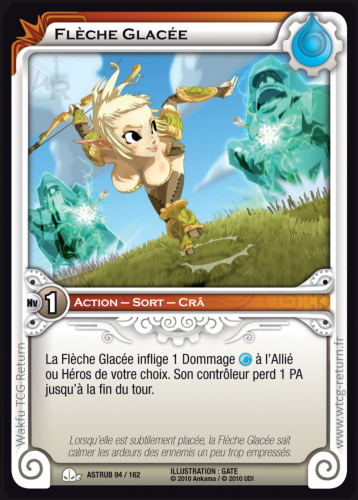 Flèche Glacée
Nv 1
Action – Sort – Crâ
La Flèche Glacée inflige 1 Dommage à l'Allié
ou Héros de votre choix. Son contrôleur perd 1 PA
jusqu'à la fin du tour.
Lorsqu'elle est subtilement placée, la Flèche Glacée sait
calmer les ardeurs des ennemis un peu trop empressés.
ASTRUB 94 / 162
ILLUSTRATION : GATE
© 2010 Ankama / © 2010 UDI
Wakfu TCG Return
www.wtcg-return.fr